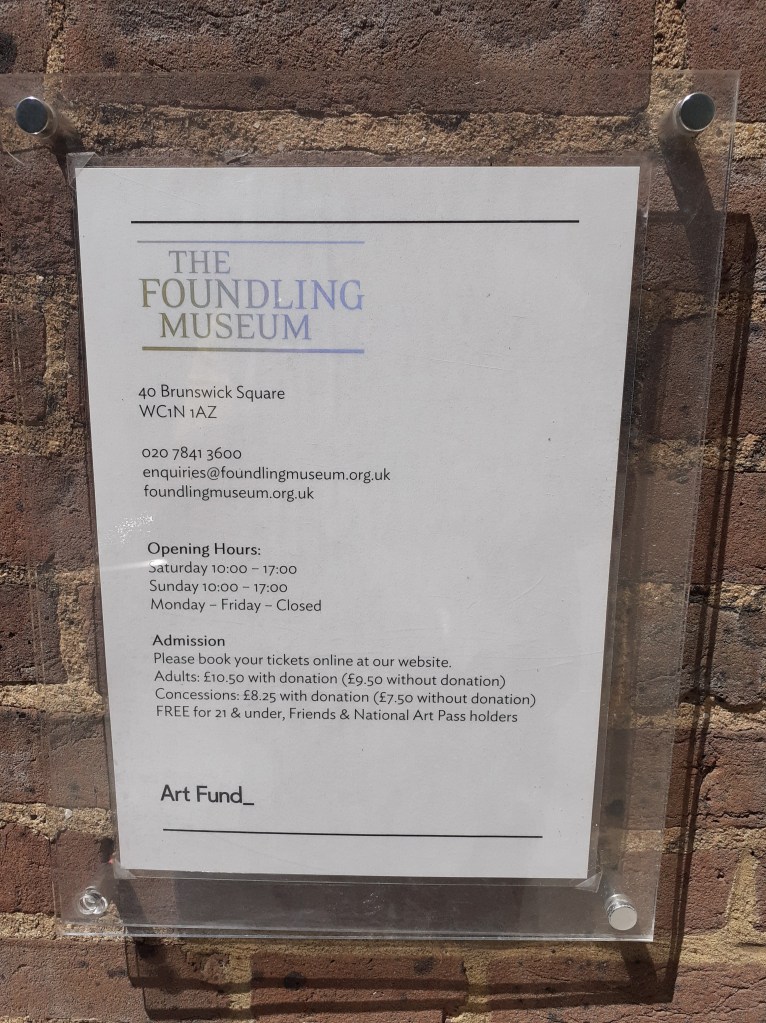 THE
FOUNDLING
MUSEUM
40 Brunswick Square
WC1N 1AZ
020 7841 3600
enquiries@foundlingmuseum.org.uk
foundlingmuseum.org.uk
Opening Hours:
Saturday 10:00 – 17:00
Sunday 10:00 – 17:00
Monday – Friday – Closed
Admission
Please book your tickets online at our website.
Adults: £10.50 with donation (£9.50 without donation)
Concessions: £8.25 with donation (£7.50 without donation)
FREE for 21 & under, Friends & National Art Pass holders
Art Fund_